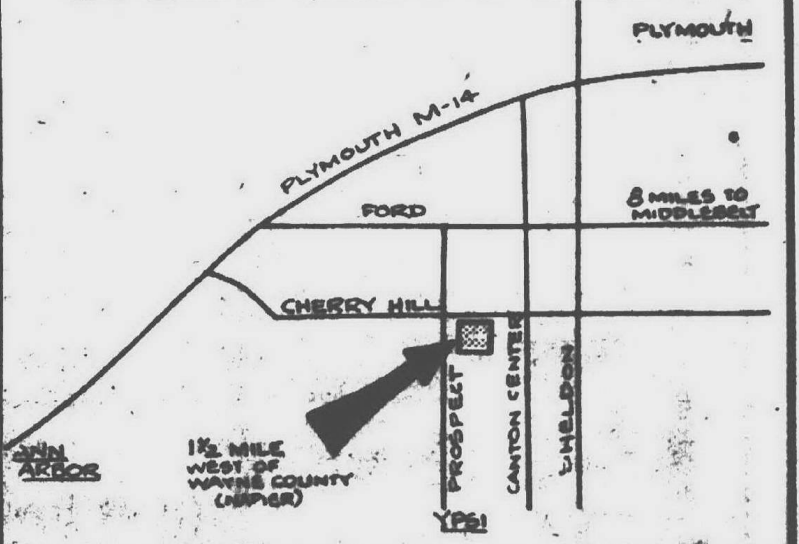 PLYMOUTH
PLYMOUTH M-14
FORD
8 MILES TO
MIDDLEBELT
CHERRY HILL
PROSPECT
CANTON CENTER
SHELDON
ANN
ARBOR
1½ MILE
WEST OF
WAYNE COUNTY
(NAPIER)
YPSI